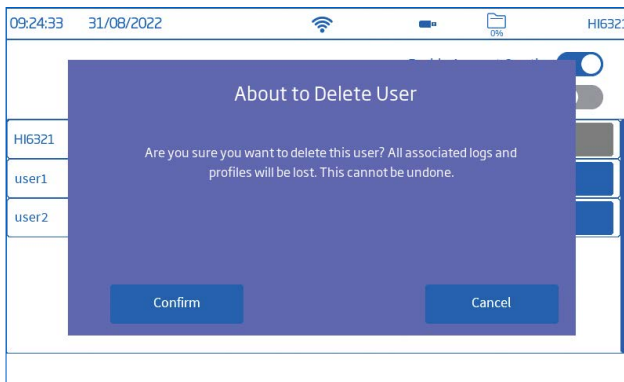 09:24:33 31/08/2022 0% HI632
About to Delete User
HI6321
Are you sure you want to delete this user? All associated logs and
user1
profiles will be lost. This cannot be undone.
user2
Confirm Cancel